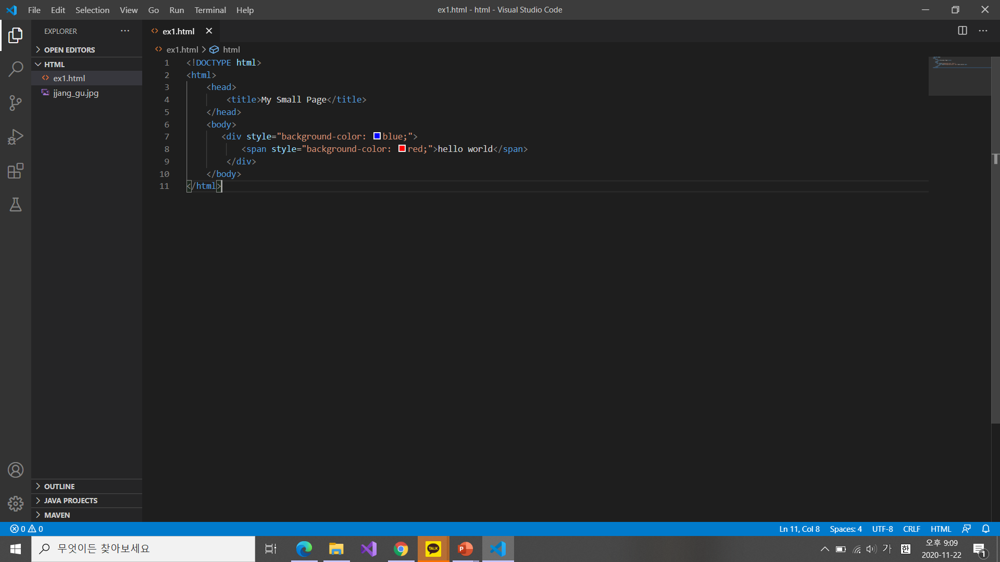 File Edit Selection View Go Run Terminal Help
ex1.html - html - Visual Studio Code
EXPLORER
OPEN EDITORS
HTML
ex1.html
jjang_gu.jpg
OUTLINE
JAVA PROJECTS
MAVEN
ex1.html
ex1.html > html
1 <!DOCTYPE html>
2 <html>
3 <head>
4 <title>My Small Page</title>
5 </head>
6 <body>
7 <div style="background-color: blue;">
8 <span style="background-color: red;">hello world</span>
9 </div>
10 </body>
11 </html>
0 0
Ln 11, Col 8 Spaces: 4 UTF-8 CRLF HTML
무엇이든 찾아보세요
TALK
P
가 한
오후 9:09
2020-11-22
1